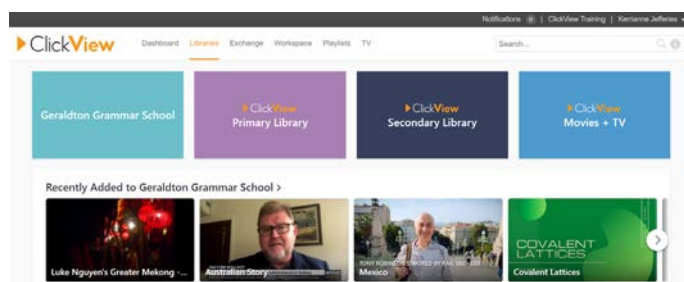 Notifications | ClickView Training | Kerrianne Jefferies
ClickView
Dashboard Libraries Exchange Workspace Playlists TV
Search...
Geraldton Grammar School
ClickView
Primary Library
ClickView
Secondary Library
ClickView
Movies + TV
Recently Added to Geraldton Grammar School >
Luke Nguyen's Greater Mekong -...
Australian Story
TONY ROBINSON'S WORLD BY RAIL
Mexico
COVALENT
LATTICES
Covalent Lattices